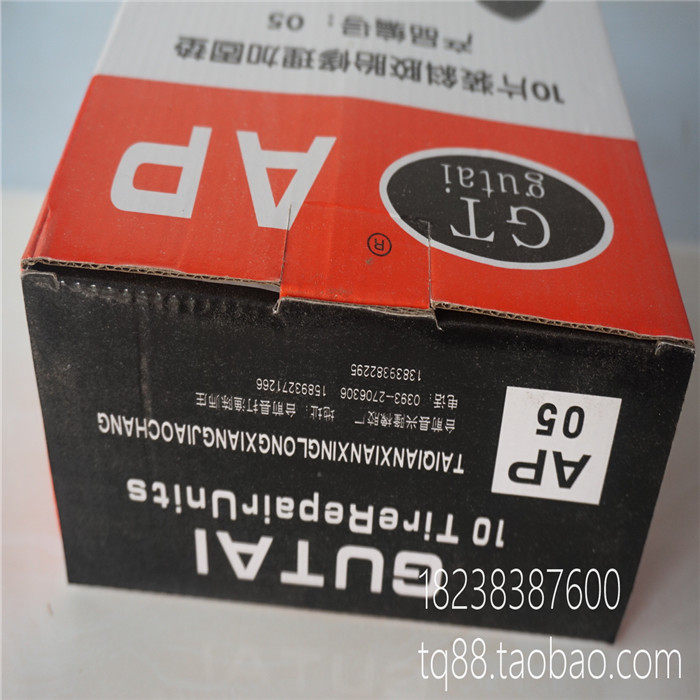 GT
gutai
®
AP
10片装斜胶胎修理加固垫
产品编号：05
GUTAI
10 TireRepairUnits
TAIQIANXIANXINGLONGXIANGJIAOCHANG
台前县兴隆橡胶厂 地址：台前县打渔陈师庄
电话：0393-2706306 15893271266
13839382295
AP
05
18238387600
tq88.taobao.com